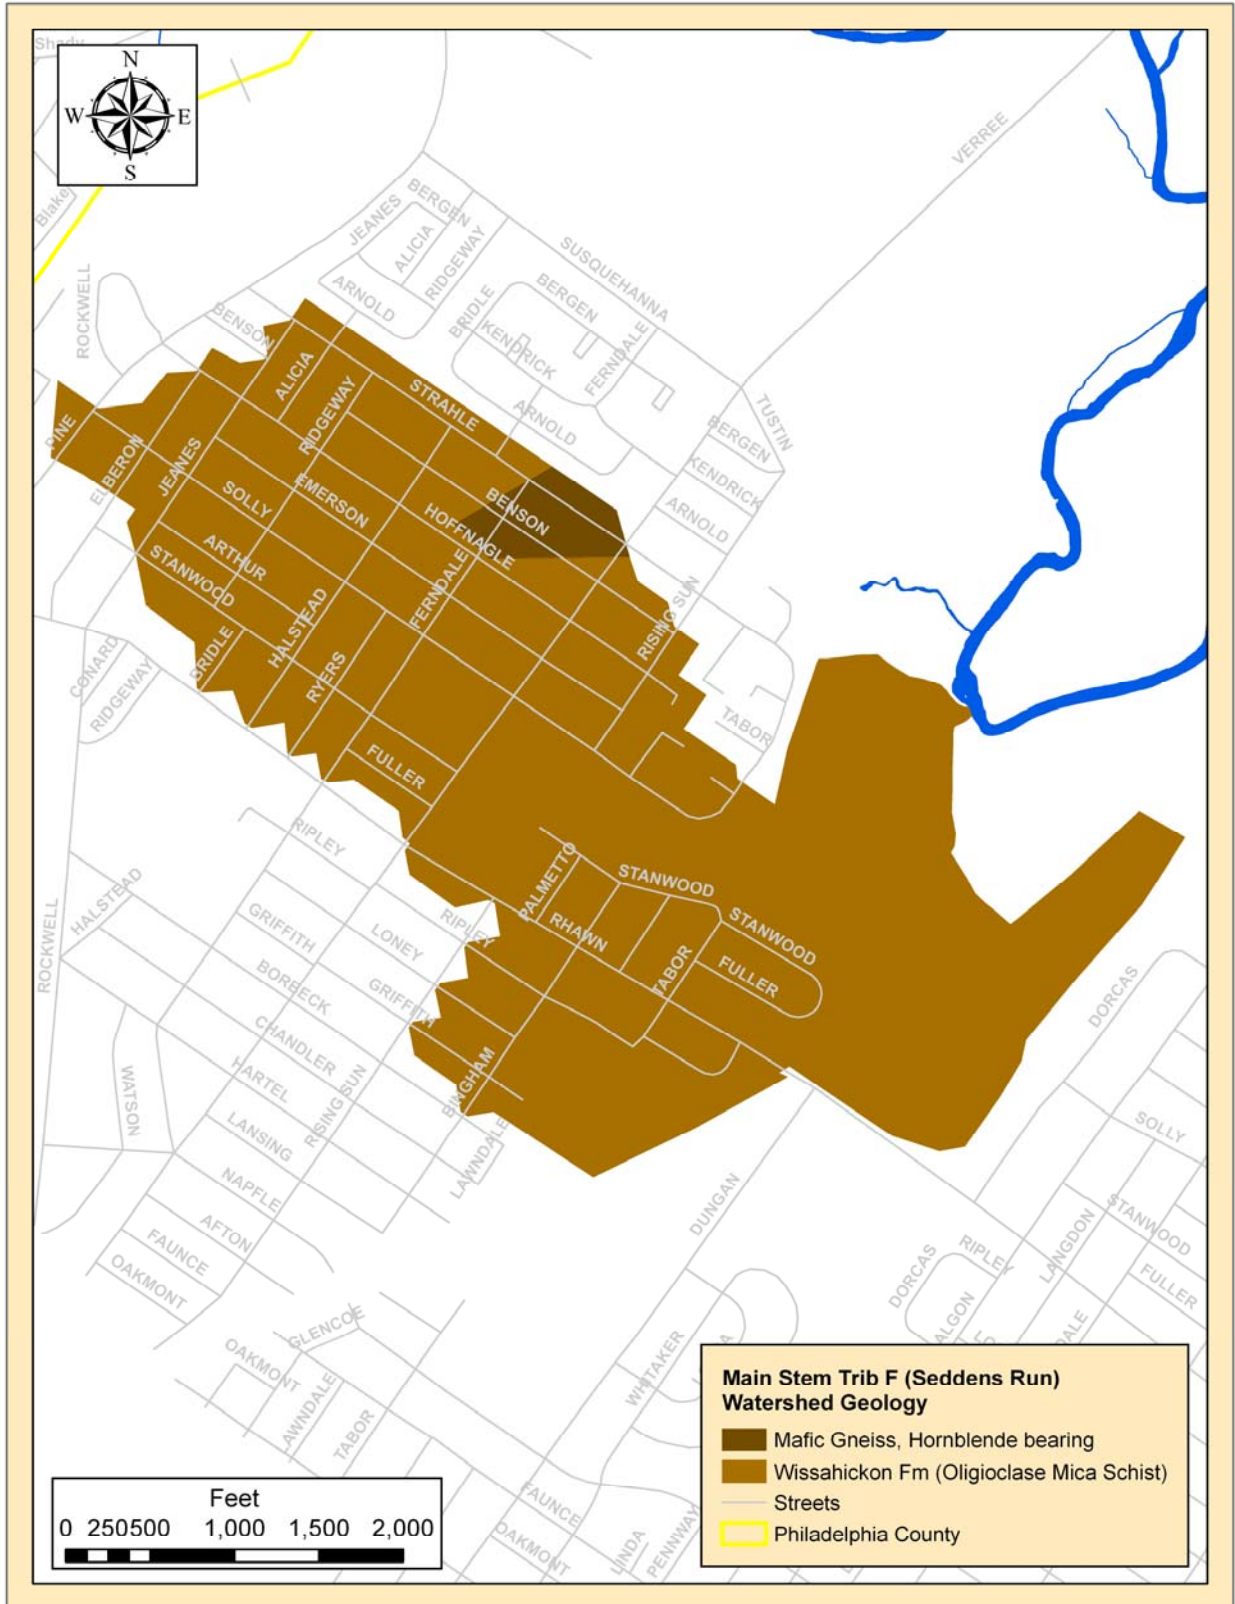 Shady
N
W E
S
Blake
VERREE
JEANES
BERGEN
ALICIA
RIDGEWAY
SUSQUEHANNA
ROCKWELL
ARNOLD
BRIDLE
BERGEN
BENSON
KENDRICK
FERNDALE
ALICIA
STRAHLE
ARNOLD
TUSTIN
PINE
RIDGEWAY
BERGEN
ELBERON
JEANES
KENDRICK
SOLLY
EMERSON
BENSON
ARNOLD
HOFFNAGLE
ARTHUR
STANWOOD
FERNDALE
HALSTEAD
RISING SUN
BRIDLE
CONARD
RYERS
RIDGEWAY
TABOR
FULLER
RIPLEY
PALMETTO
STANWOOD
HALSTEAD
STANWOOD
ROCKWELL
GRIFFITH
LONEY
RIPLEY
RHAWN
TABOR
FULLER
BORBECK
GRIFFITH
DORCAS
CHANDLER
WATSON
HARTEL
BINGHAM
RISING SUN
LANSING
LAWNDALE
SOLLY
NAPFLE
DUNGAN
STANWOOD
AFTON
FAUNCE
OAKMONT
DORCAS
RIPLEY
LANGDON
FULLER
ALGON
GLENCOE
OAKMONT
WHITAKER
DALE
LO
A
AWNDALE
TABOR
FAUNCE
OAKMONT
LINDA
PENNWAY
Main Stem Trib F (Seddens Run)
Watershed Geology
Mafic Gneiss, Hornblende bearing
Wissahickon Fm (Oligioclase Mica Schist)
Streets
Philadelphia County
Feet
0 250500 1,000 1,500 2,000